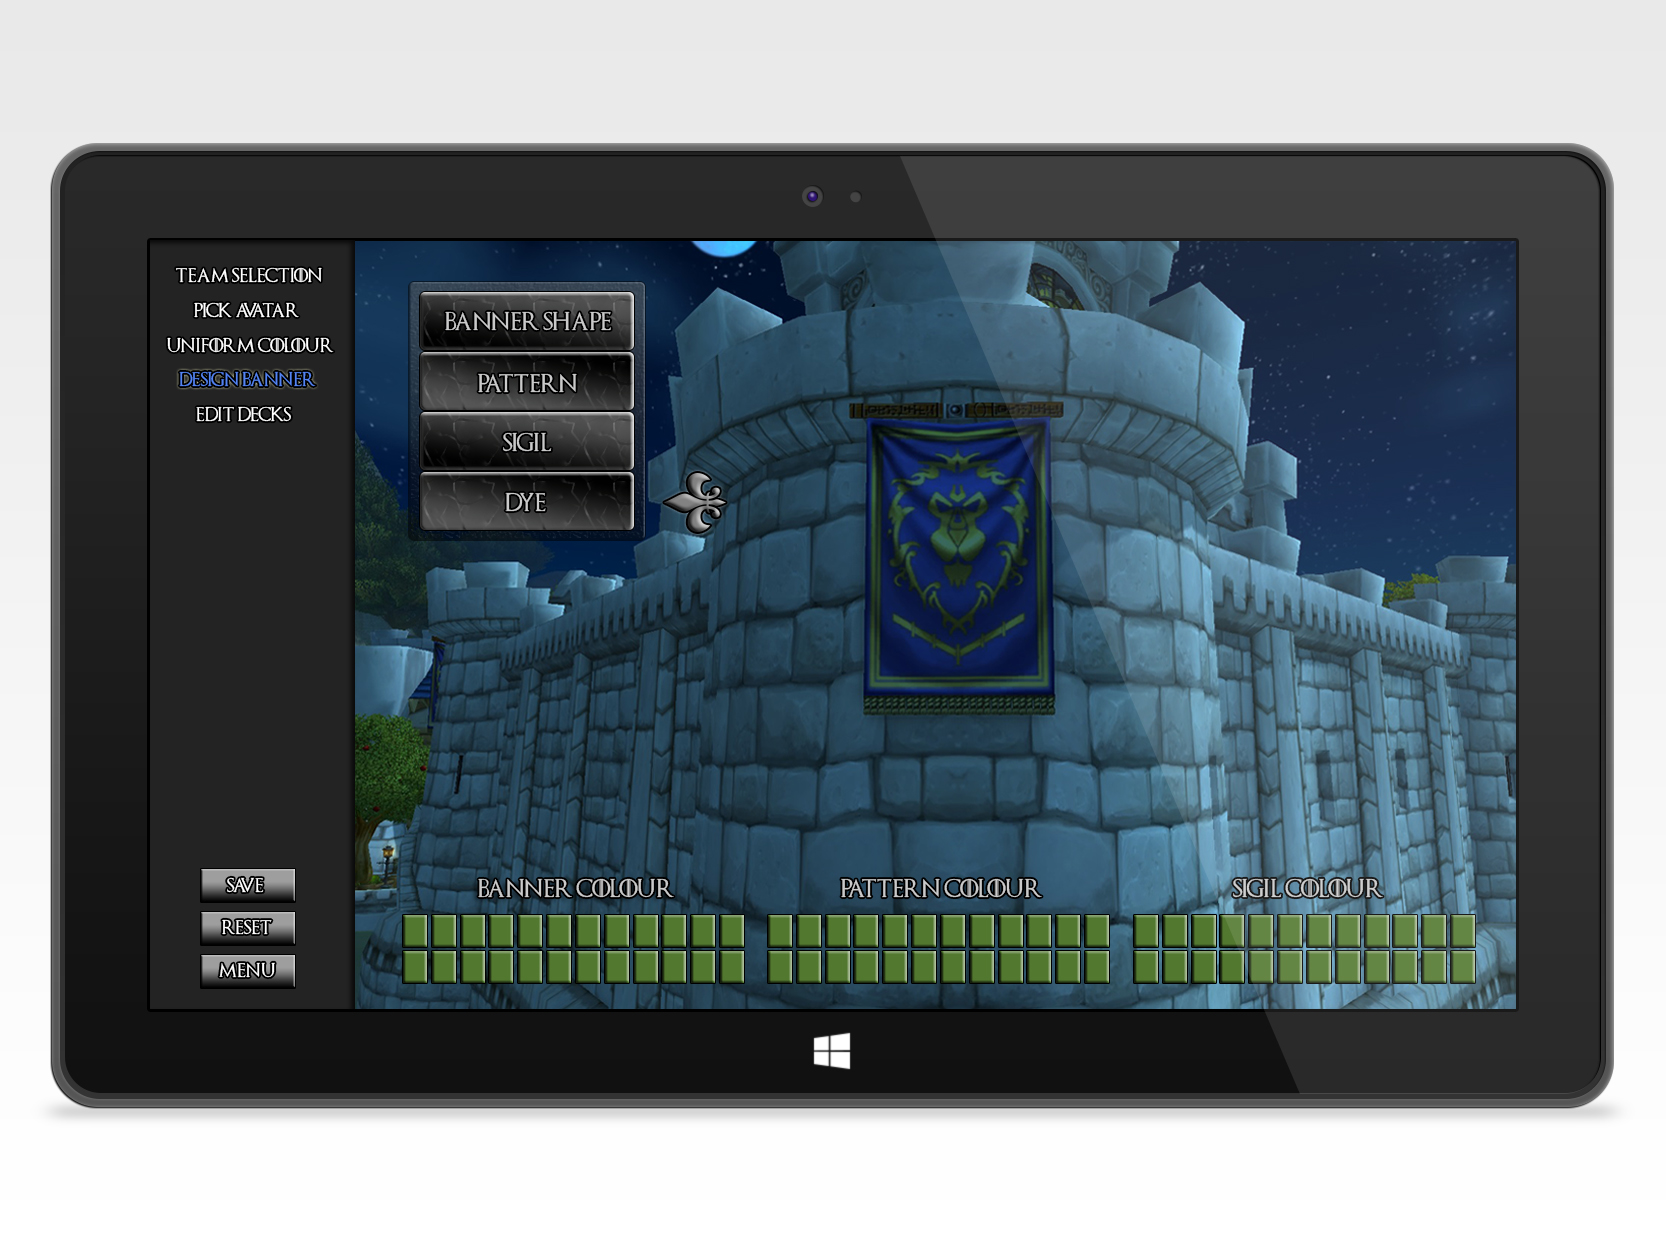 TEAM SELECTION
PICK AVATAR
UNIFORM COLOUR
DESIGN BANNER
EDIT DECKS
BANNER SHAPE
PATTERN
SIGIL
DYE
BANNER COLOUR
PATTERN COLOUR
SIGIL COLOUR
SAVE
RESET
MENU